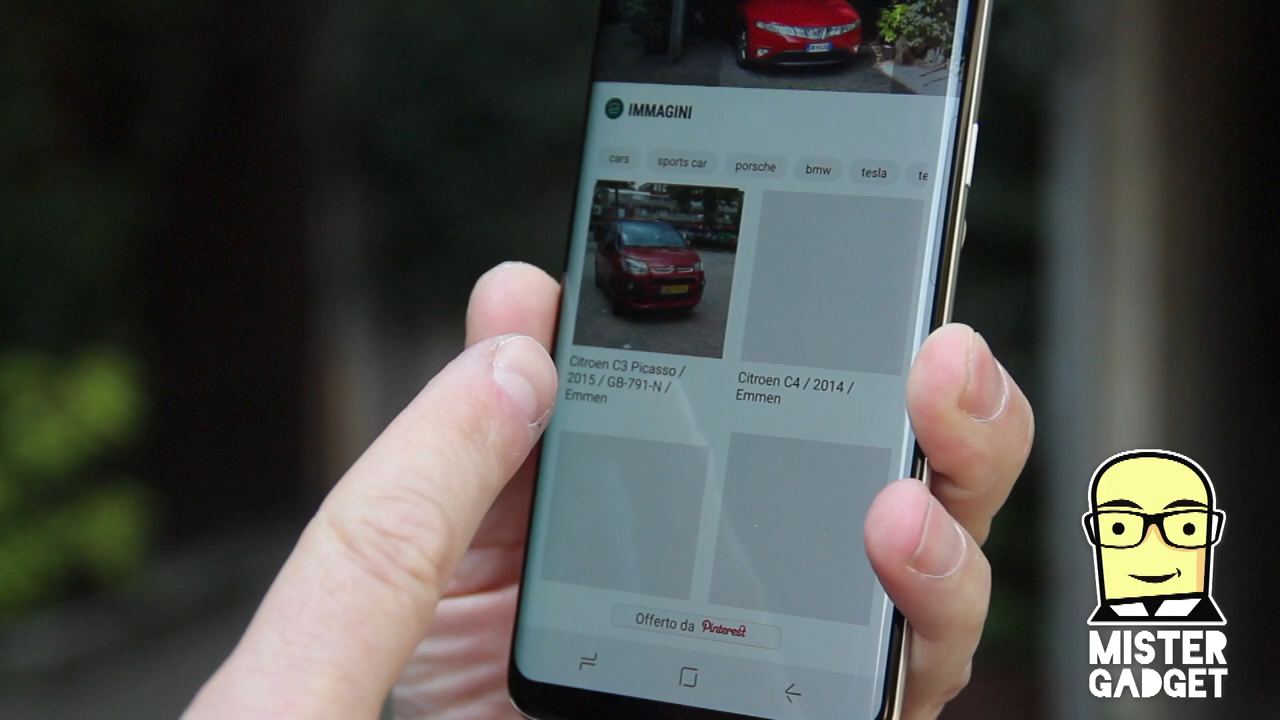 IMMAGINI
cars sports car porsche bmw tesla te
Citroen C3 Picasso /
2015 / GB-791-N /
Emmen
Citroen C4 / 2014 /
Emmen
Offerto da Pinterest
MISTER
GADGET